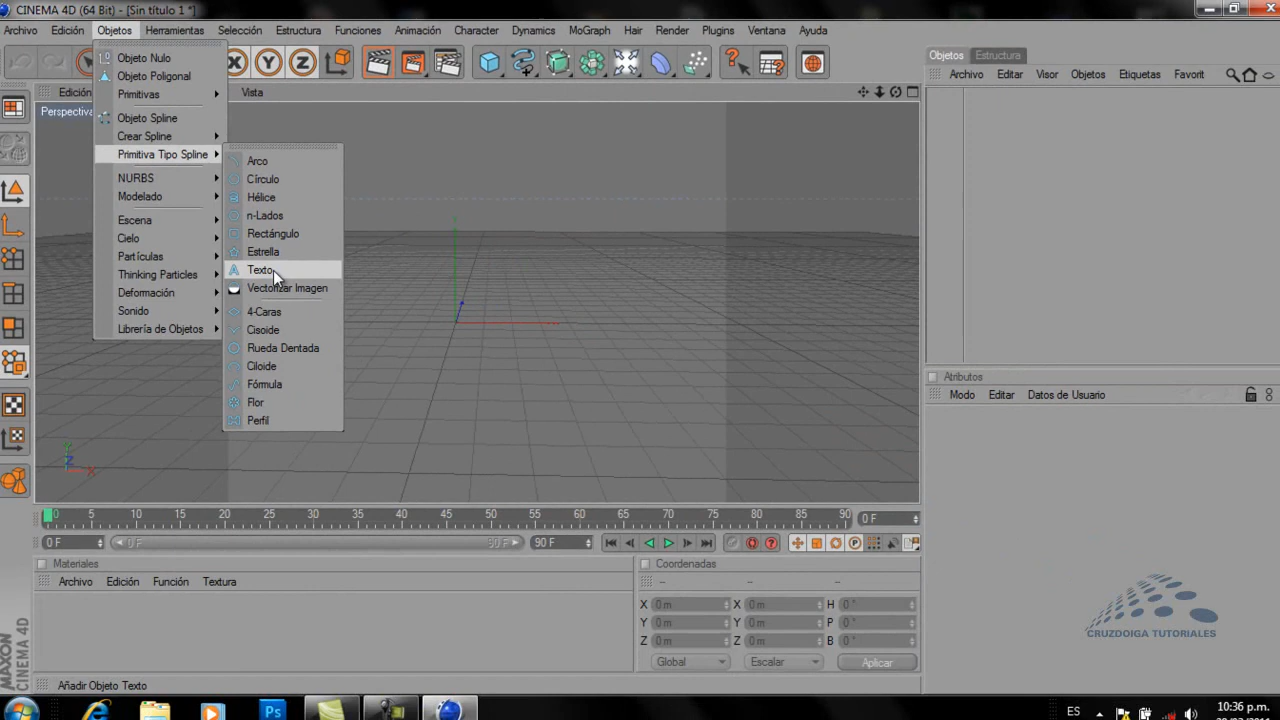 CINEMA 4D (64 Bit) - [Sin título 1 *]
Archivo Edición Objetos Herramientas Selección Estructura Funciones Animación Character Dynamics MoGraph Hair Render Plugins Ventana Ayuda
Objetos Estructura
Archivo Editar Visor Objetos Etiquetas Favorit
Edición Vista
Perspectiva
Objeto Nulo
Objeto Poligonal
Primitivas
Objeto Spline
Crear Spline
Primitiva Tipo Spline
NURBS
Modelado
Escena
Cielo
Partículas
Thinking Particles
Deformación
Sonido
Librería de Objetos
Arco
Círculo
Hélice
n-Lados
Rectángulo
Estrella
Texto
Vectorizar Imagen
4-Caras
Cisoide
Rueda Dentada
Ciloide
Fórmula
Flor
Perfil
X Y Z
Y
Z
X
Atributos
Modo Editar Datos de Usuario
0 5 10 15 20 25 30 35 40 45 50 55 60 65 70 75 80 85 90 0 F
0 F 90 F 90 F
Materiales
Archivo Edición Función Textura
Coordenadas
-- -- --
X 0 m X 0 m H 0 °
Y 0 m Y 0 m P 0 °
Z 0 m Z 0 m B 0 °
Global Escalar Aplicar
CRUZDOIGA TUTORIALES
MAXON
CINEMA 4D
Añadir Objeto Texto
Ps
ES
10:36 p.m.